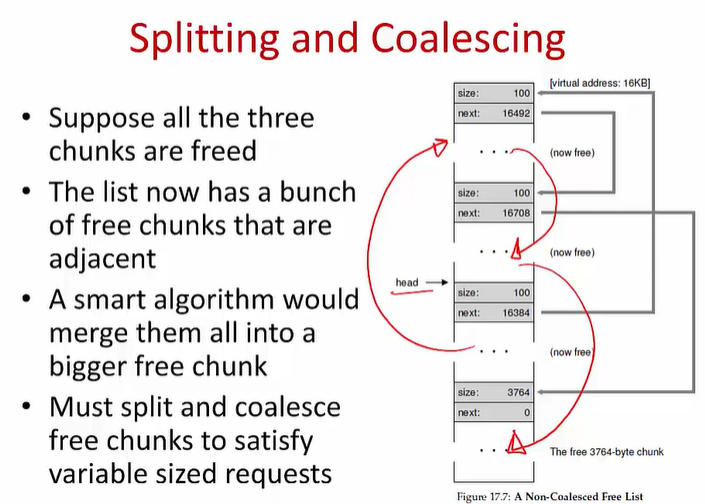 Splitting and Coalescing
• Suppose all the three
chunks are freed
• The list now has a bunch
of free chunks that are
adjacent
• A smart algorithm would
merge them all into a
bigger free chunk
• Must split and coalesce
free chunks to satisfy
variable sized requests
[virtual address: 16KB]
size: 100
next: 16492
. . . (now free)
size: 100
next: 16708
. . . (now free)
head
size: 100
next: 16384
. . . (now free)
size: 3764
next: 0
. . . The free 3764-byte chunk
Figure 17.7: A Non-Coalesced Free List